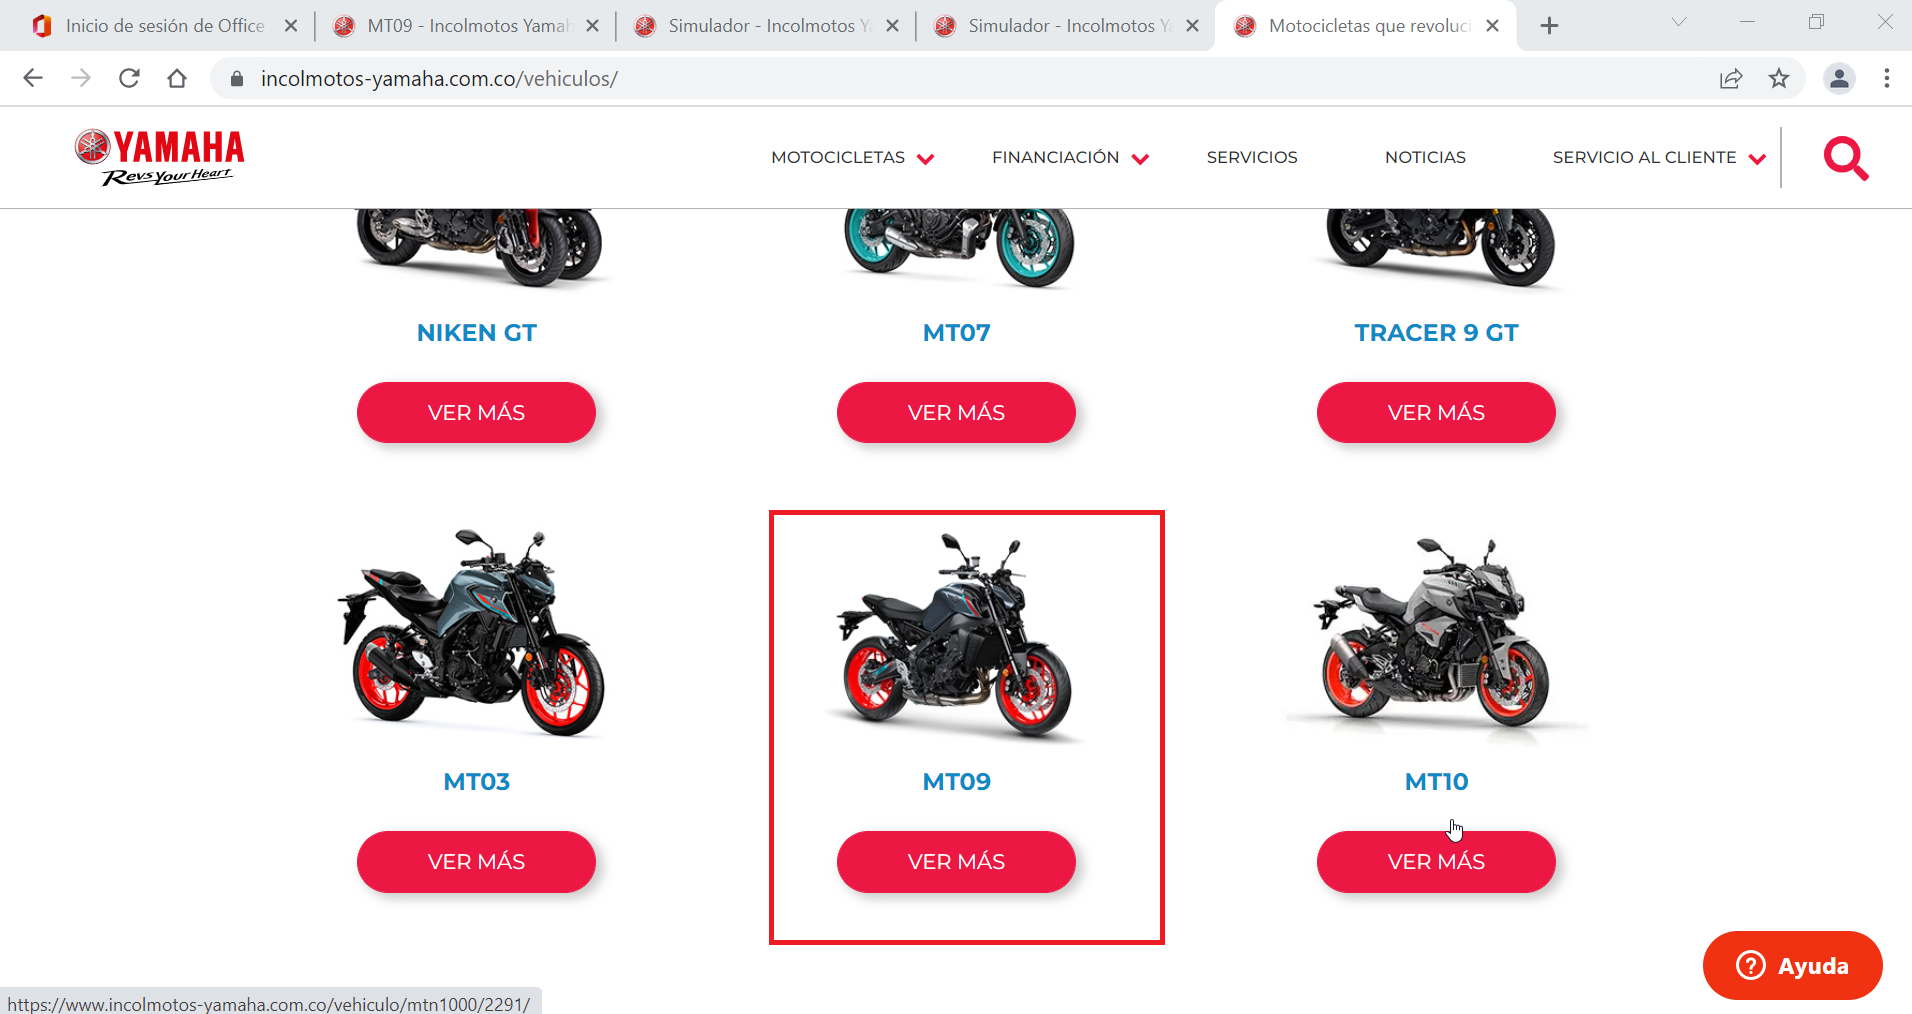 Inicio de sesión de Office
MT09 - Incolmotos Yamah
Simulador - Incolmotos Ya
Simulador - Incolmotos Ya
Motocicletas que revoluci
incolmotos-yamaha.com.co/vehiculos/
YAMAHA
Revs Your Heart
MOTOCICLETAS
FINANCIACIÓN
SERVICIOS
NOTICIAS
SERVICIO AL CLIENTE
NIKEN GT
MT07
TRACER 9 GT
VER MÁS
VER MÁS
VER MÁS
MT03
MT09
MT10
VER MÁS
VER MÁS
VER MÁS
? Ayuda
https://www.incolmotos-yamaha.com.co/vehiculo/mtn1000/2291/